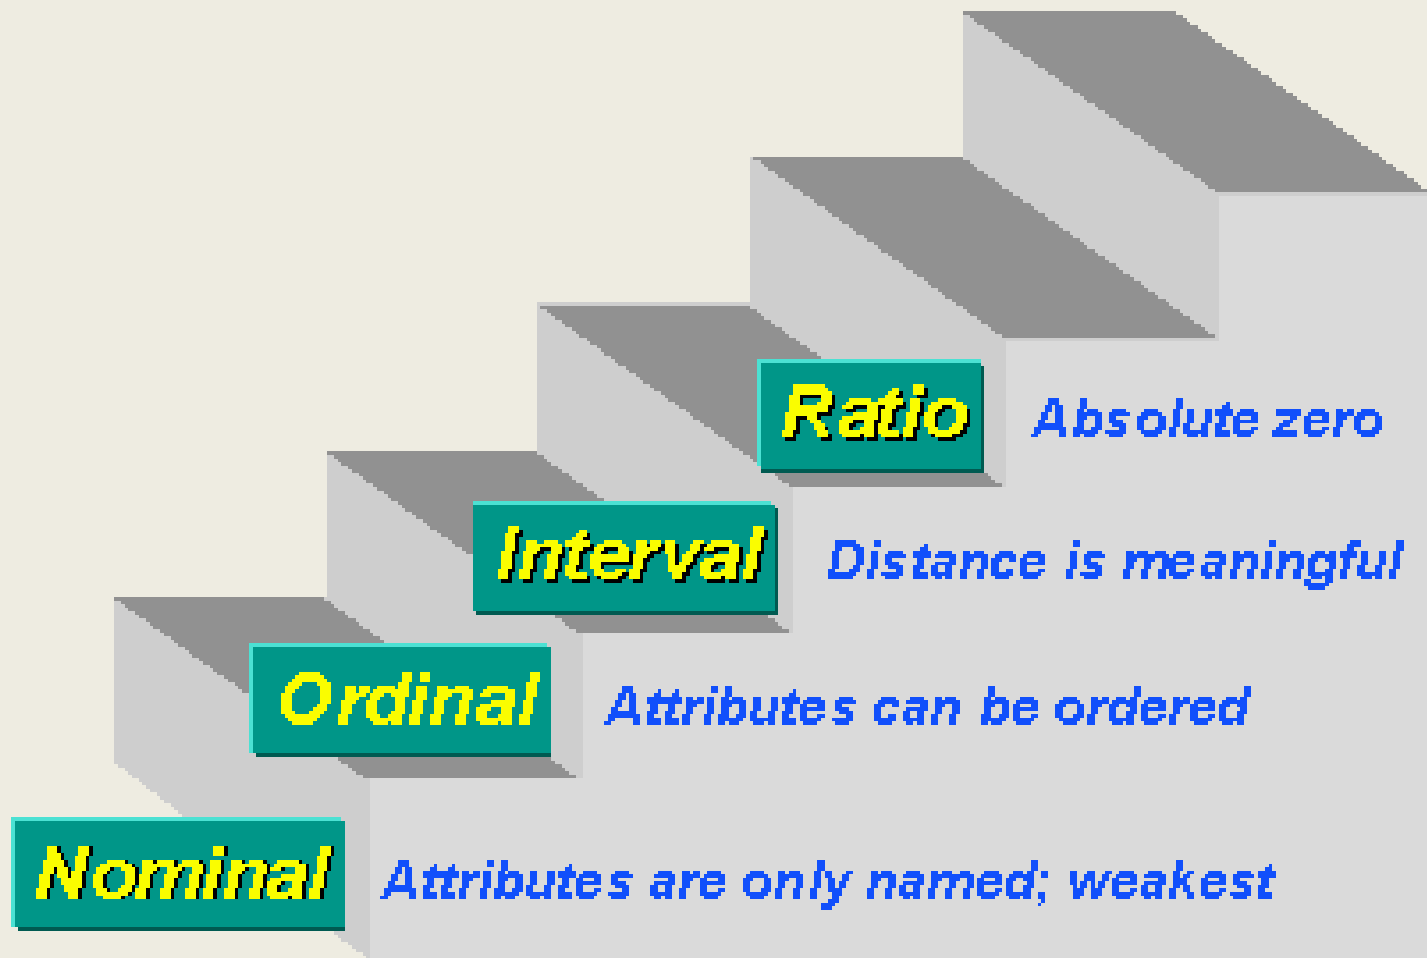 Ratio Absolute zero
Interval Distance is meaningful
Ordinal Attributes can be ordered
Nominal Attributes are only named; weakest